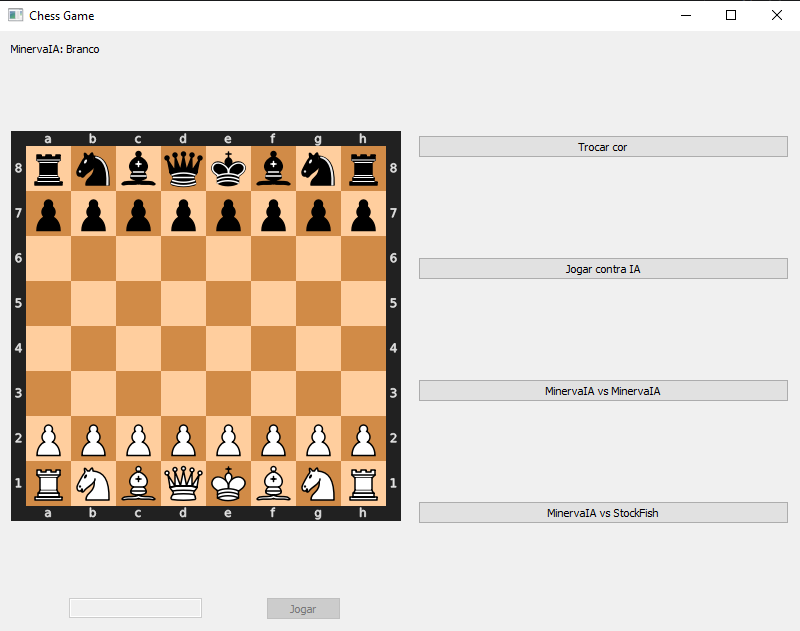 Chess Game
MinervaIA: Branco
a b c d e f g h
8 8
7 7
6 6
5 5
4 4
3 3
2 2
1 1
a b c d e f g h
Trocar cor
Jogar contra IA
MinervaIA vs MinervaIA
MinervaIA vs StockFish
Jogar